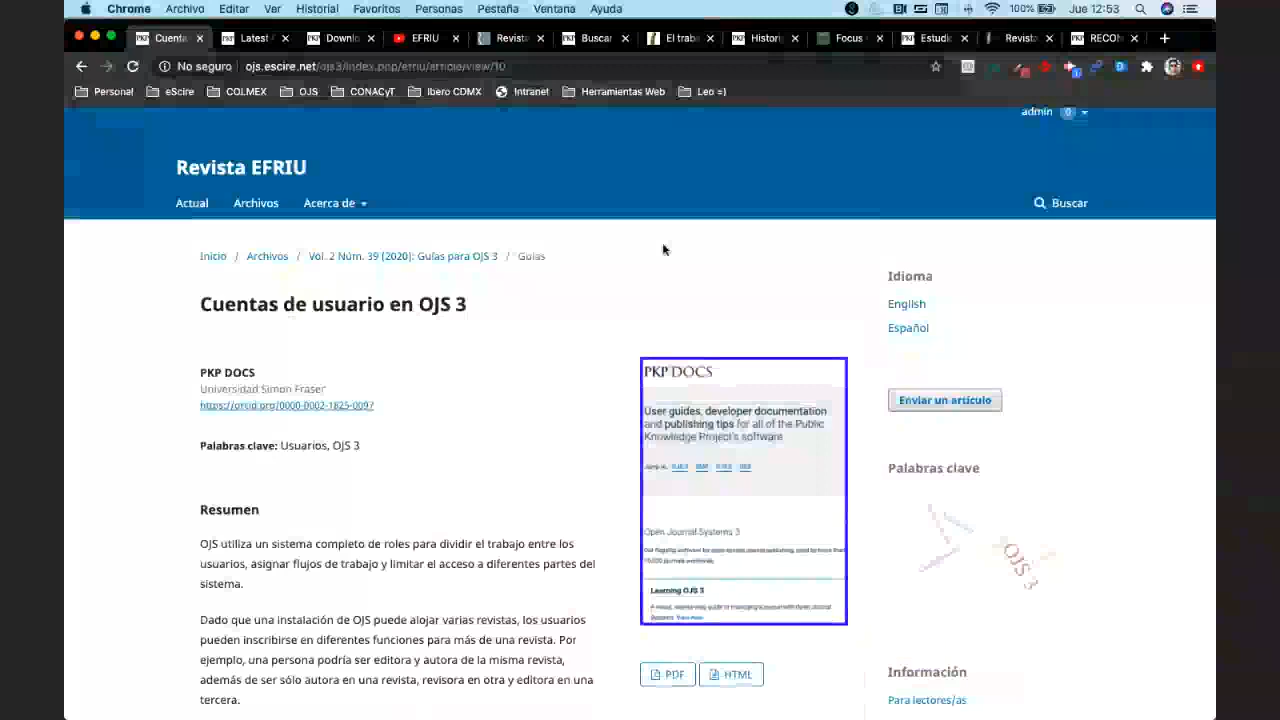 Chrome Archivo Editar Ver Historial Favoritos Personas Pestaña Ventana Ayuda 100% Jue 12:53
Cuenta Latest Downlo EFRIU Revista Buscar El traba Histori Focus Estudi Revista RECO
No seguro ojs.escire.net/ojs3/index.php/efriu/article/view/10
Personal eScire COLMEX OJS CONACyT Ibero CDMX Intranet Herramientas Web Leo =)
admin 0
Revista EFRIU
Actual Archivos Acerca de Buscar
Inicio / Archivos / Vol. 2 Núm. 39 (2020): Guías para OJS 3 / Guías
Cuentas de usuario en OJS 3
PKP DOCS
Universidad Simon Fraser
https://orcid.org/0000-0002-1825-0097
Palabras clave: Usuarios, OJS 3
Resumen
OJS utiliza un sistema completo de roles para dividir el trabajo entre los
usuarios, asignar flujos de trabajo y limitar el acceso a diferentes partes del
sistema.
Dado que una instalación de OJS puede alojar varias revistas, los usuarios
pueden inscribirse en diferentes funciones para más de una revista. Por
ejemplo, una persona podría ser editora y autora de la misma revista,
además de ser sólo autora en una revista, revisora en otra y editora en una
tercera.
PKP DOCS
User guides, developer documentation
and publishing tips for all of the Public
Knowledge Project's software
Open Journal Systems 3
Learning OJS 3
PDF HTML
Idioma
English
Español
Enviar un artículo
Palabras clave
OJS 3
Información
Para lectores/as